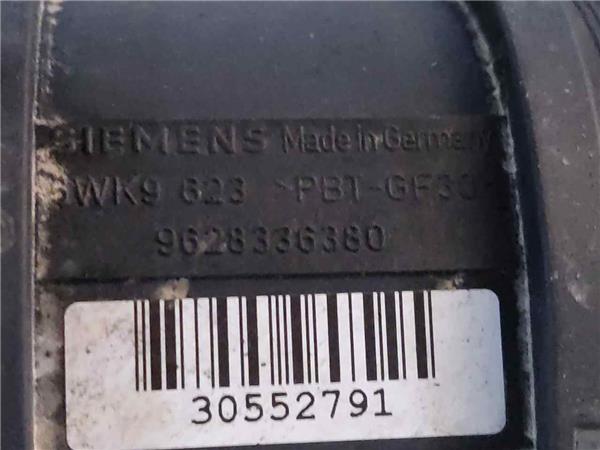 SIEMENS Made in Germany
5WK9 623 >PBT-GF30<
9628336380
30552791